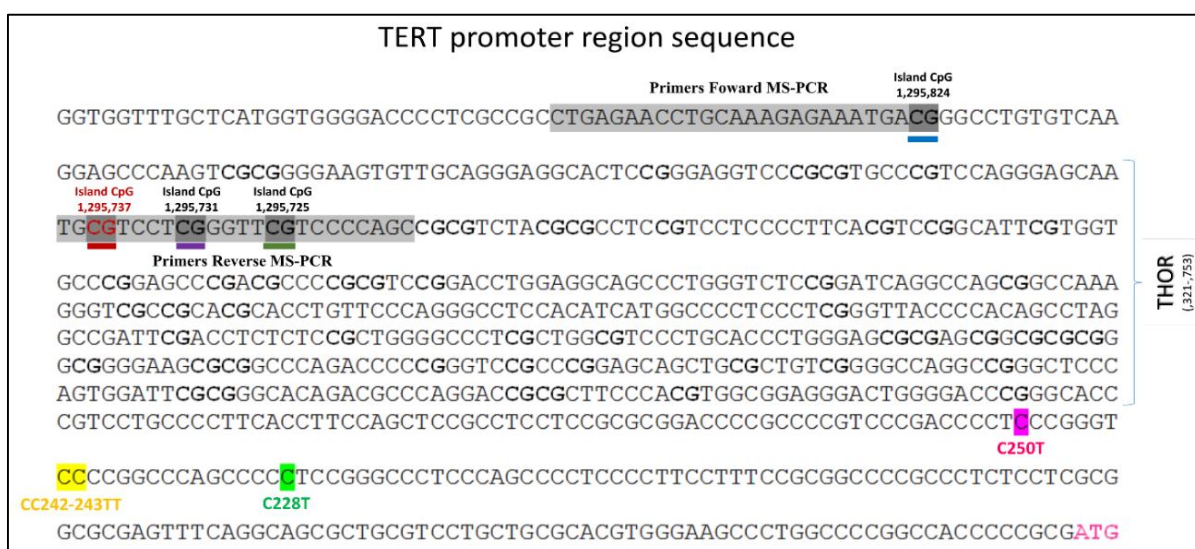 TERT promoter region sequence
Primers Foward MS-PCR
Island CpG
1,295,824
GGTGGTTTGCTCATGGTGGGGACCCCTCGCCGCCTGAGAACCTGCAAAGAGAAATGACGGGCCTGTGTCAA
GGAGCCCAAGTCGCGGGGAAGTGTTGCAGGGAGGCACTCCGGGAGGTCCCGCGTGCCCGTCCAGGGAGCAA
Island CpG
1,295,737
Island CpG
1,295,731
Island CpG
1,295,725
TGCGTCCTCGGGTTCGTCCCCAGCCGCGTCTACGCGCCTCCGTCCTCCCCTTCACGTCCGGCATTCGTGGT
Primers Reverse MS-PCR
GCCCGGAGCCCGACGCCCCGCGTCCGGACCTGGAGGCAGCCCTGGGTCTCCGGATCAGGCCAGCGGCCAAA
GGGTCGCCGCACGCACCTGTTCCCAGGGCCTCCACATCATGGCCCCTCCCTCGGGTTACCCCACAGCCTAG
GCCGATTCGACCTCTCTCCGCTGGGGCCCTCGCTGGCGTCCCTGCACCCTGGGAGCGCGAGCGGCGCGCGG
GCGGGGAAGCGCGGCCCAGACCCCCGGGTCCGCCCGGAGCAGCTGCGCTGTCGGGGCCAGGCCGGGCTCCC
AGTGGATTCGCGGGCACAGACGCCCAGGACCGCGCTTCCCACGTGGCGGAGGGACTGGGGACCCGGGCACC
CGTCCTGCCCCTTCACCTTCCAGCTCCGCCTCCTCCGCGCGGACCCCGCCCCGTCCCGACCCCTCCCGGGT
THOR
(,321-,753)
C250T
CCCCGGCCCAGCCCCCTCCGGGCCCTCCCAGCCCCTCCCCTTCCTTTCCGCGGCCCCGCCCTCTCCTCGCG
CC242-243TT
C228T
GCGCGAGTTTCAGGCAGCGCTGCGTCCTGCTGCGCACGTGGGAAGCCCTGGCCCCGGCCACCCCCGCGATG